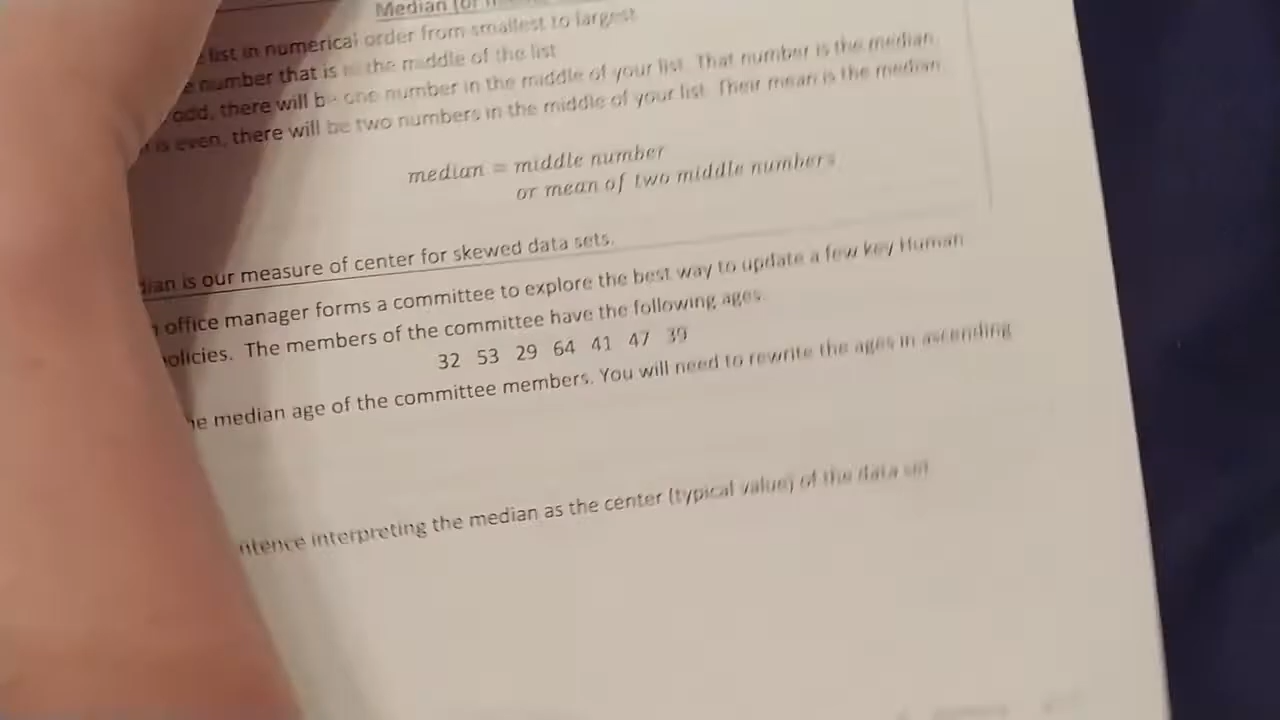 Median (or
list in numerical order from smallest to largest
number that is in the middle of the list
odd, there will be one number in the middle of your list. That number is the median.
is even, there will be two numbers in the middle of your list. Their mean is the median.
median = middle number
or mean of two middle numbers
dian is our measure of center for skewed data sets.
office manager forms a committee to explore the best way to update a few key Human
olicies. The members of the committee have the following ages.
32 53 29 64 41 47 39
he median age of the committee members. You will need to rewrite the ages in ascending
ntence interpreting the median as the center (typical value) of the data set